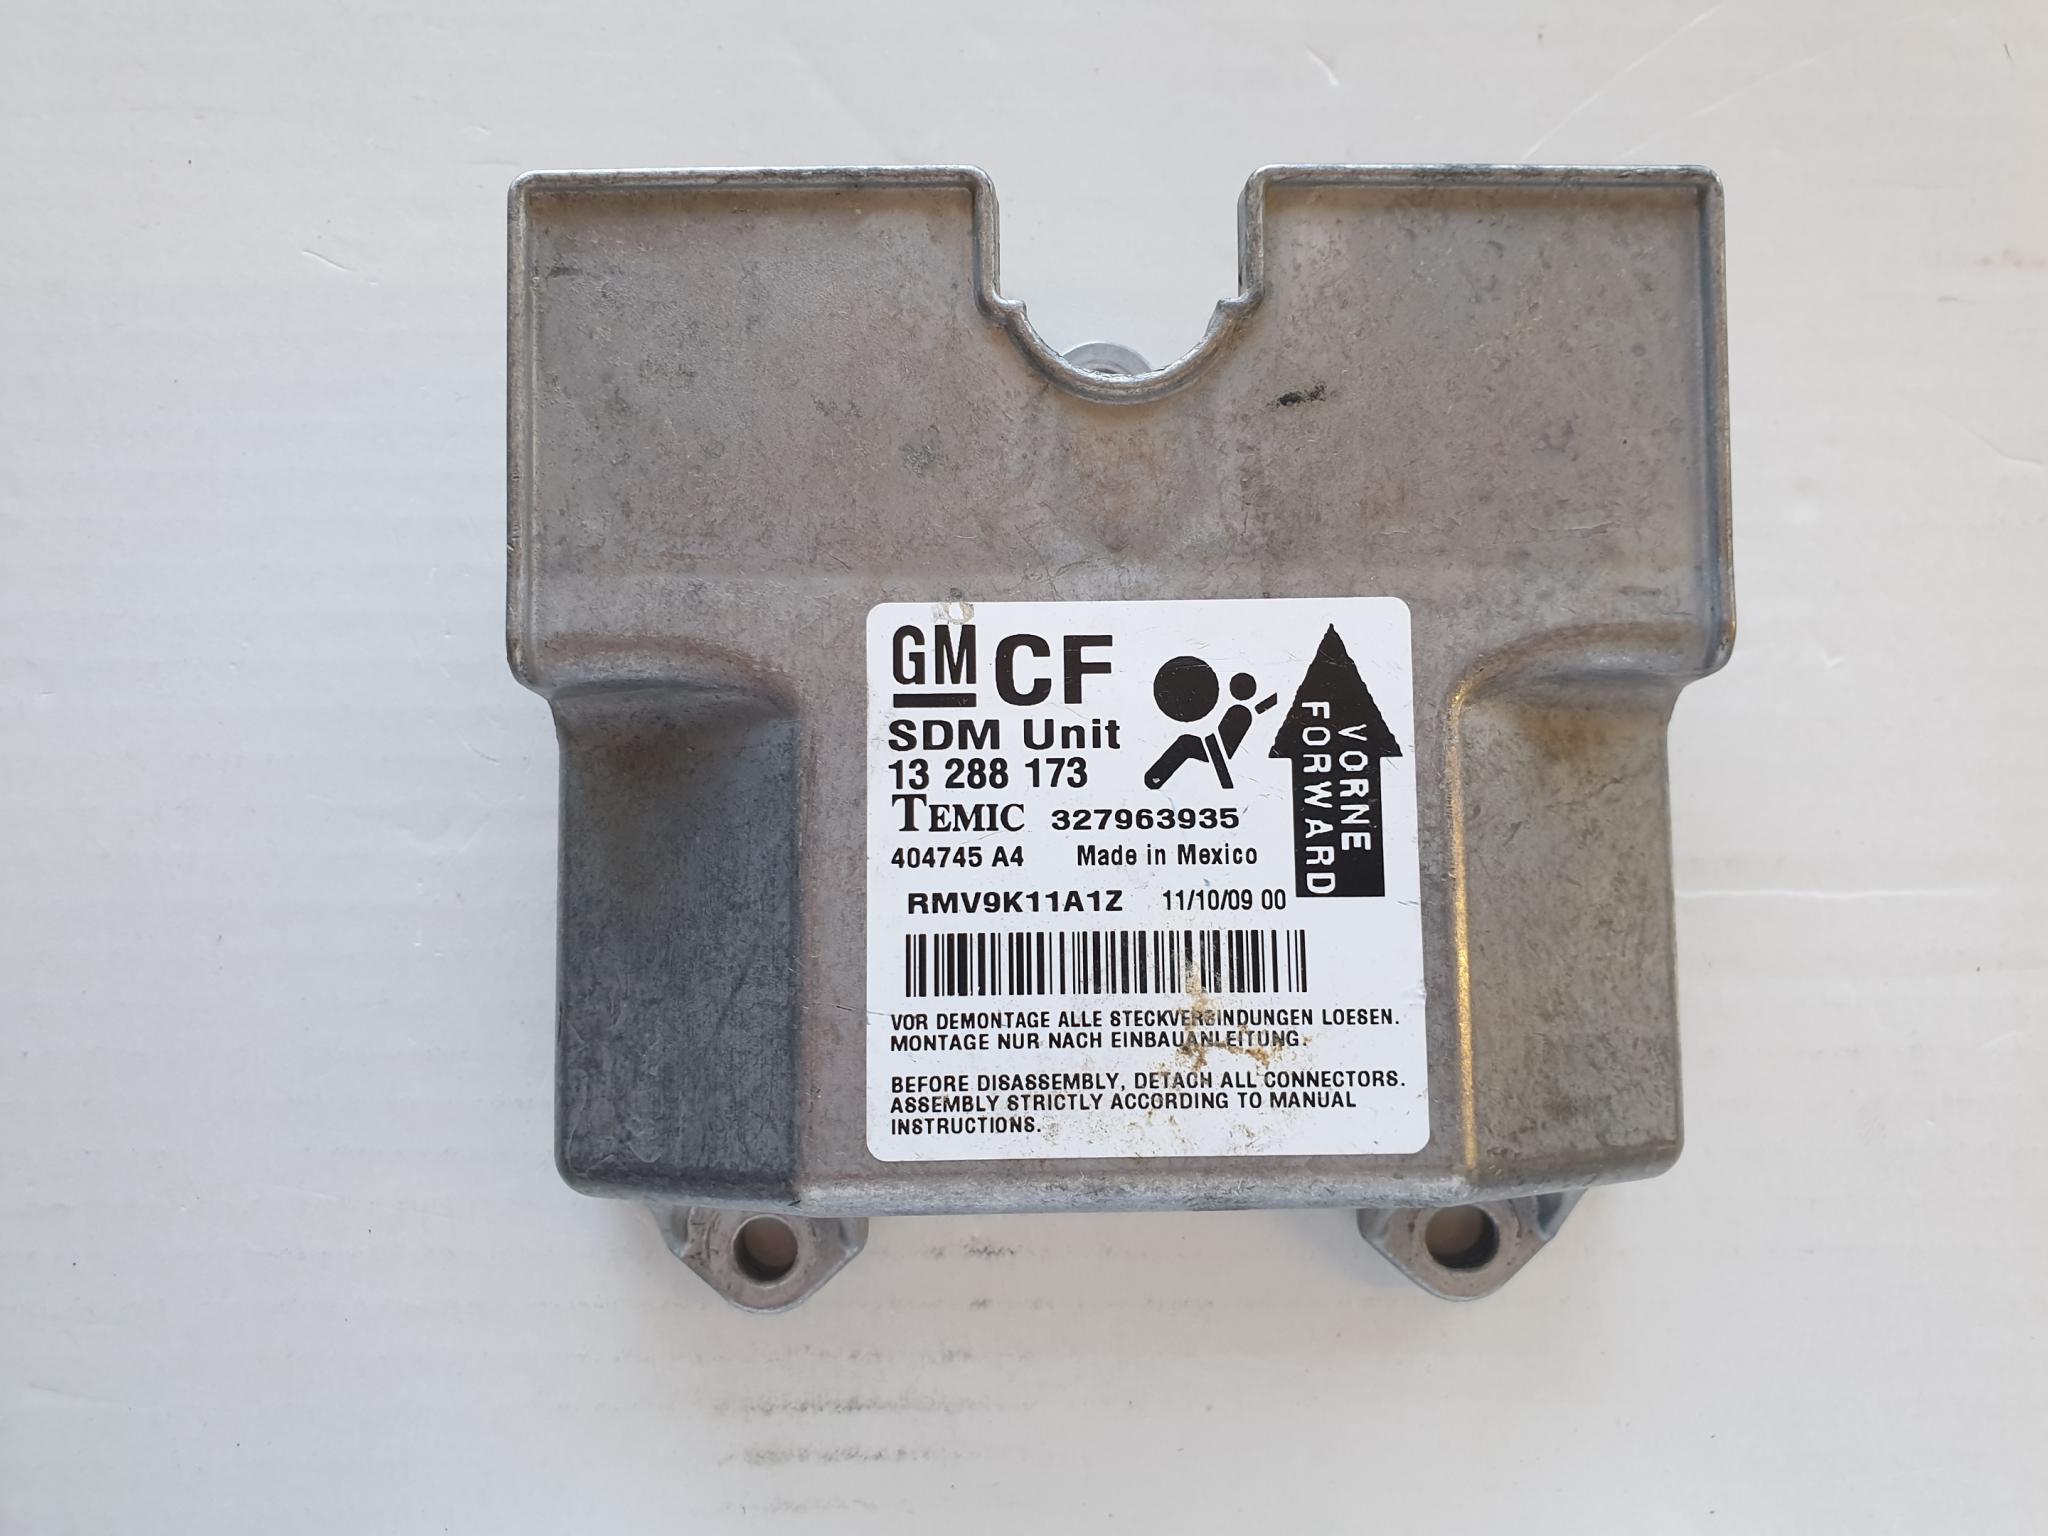 GM CF
SDM Unit
13 288 173
TEMIC 327963935
404745 A4 Made in Mexico
RMV9K11A1Z 11/10/09 00
VORNE
FORWARD
VOR DEMONTAGE ALLE STECKVERBINDUNGEN LOESEN.
MONTAGE NUR NACH EINBAUANLEITUNG.
BEFORE DISASSEMBLY, DETACH ALL CONNECTORS.
ASSEMBLY STRICTLY ACCORDING TO MANUAL
INSTRUCTIONS.